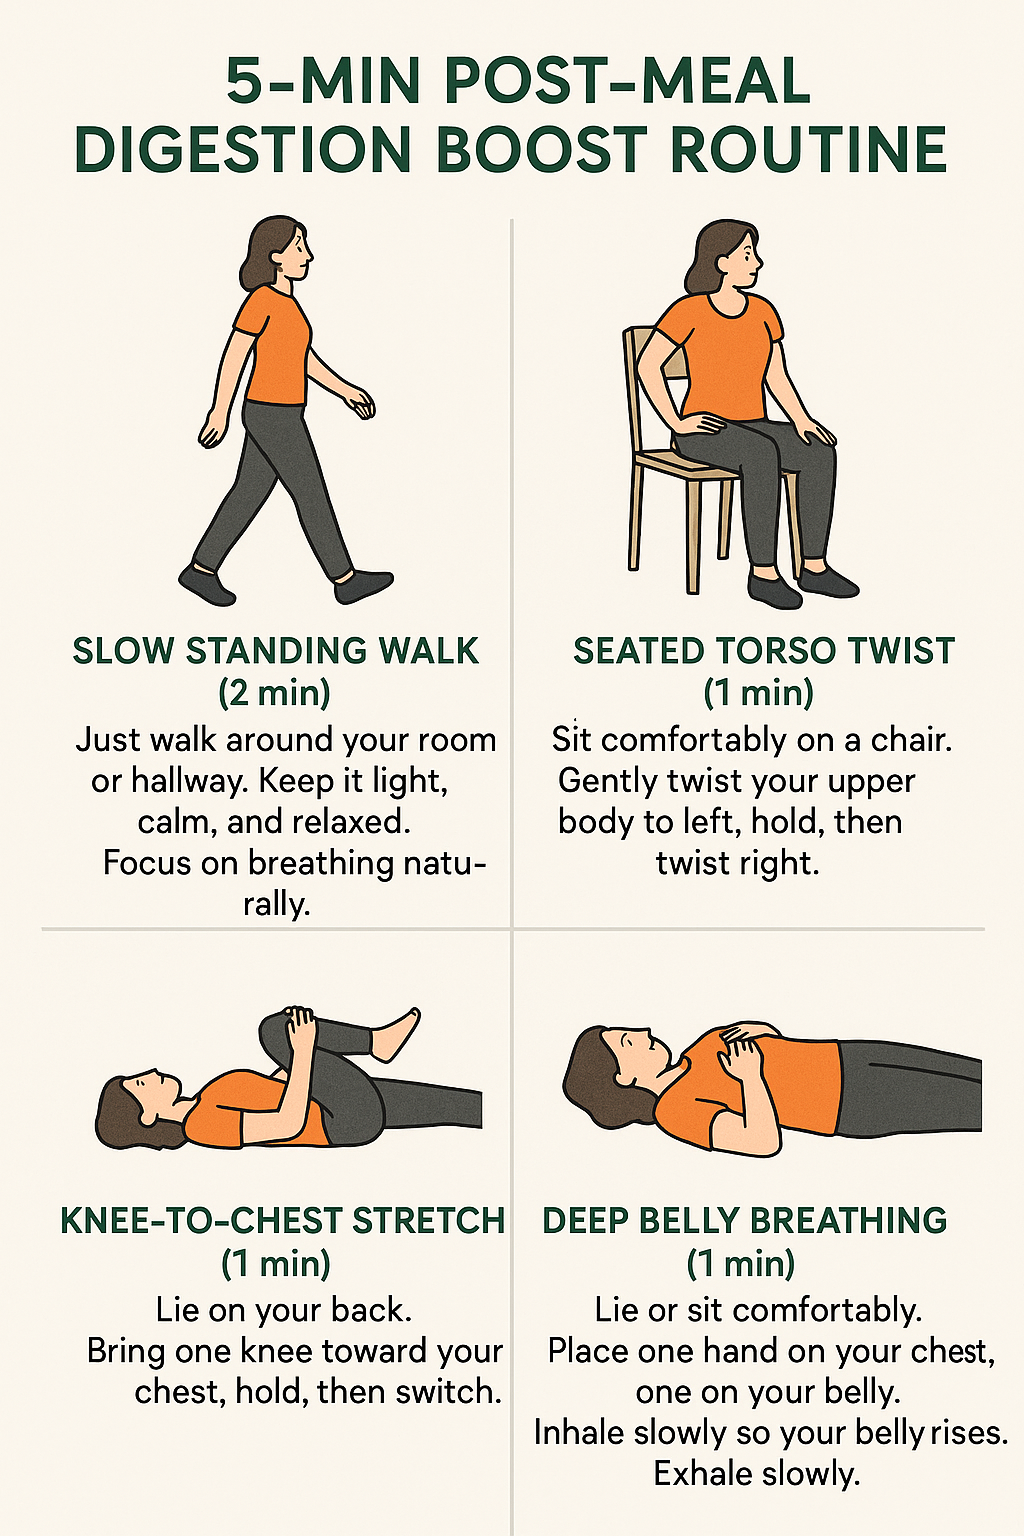 5-MIN POST-MEAL
DIGESTION BOOST ROUTINE
SLOW STANDING WALK
(2 min)
Just walk around your room
or hallway. Keep it light,
calm, and relaxed.
Focus on breathing natu-
rally.
SEATED TORSO TWIST
(1 min)
Sit comfortably on a chair.
Gently twist your upper
body to left, hold, then
twist right.
KNEE-TO-CHEST STRETCH
(1 min)
Lie on your back.
Bring one knee toward your
chest, hold, then switch.
DEEP BELLY BREATHING
(1 min)
Lie or sit comfortably.
Place one hand on your chest,
one on your belly.
Inhale slowly so your belly rises.
Exhale slowly.